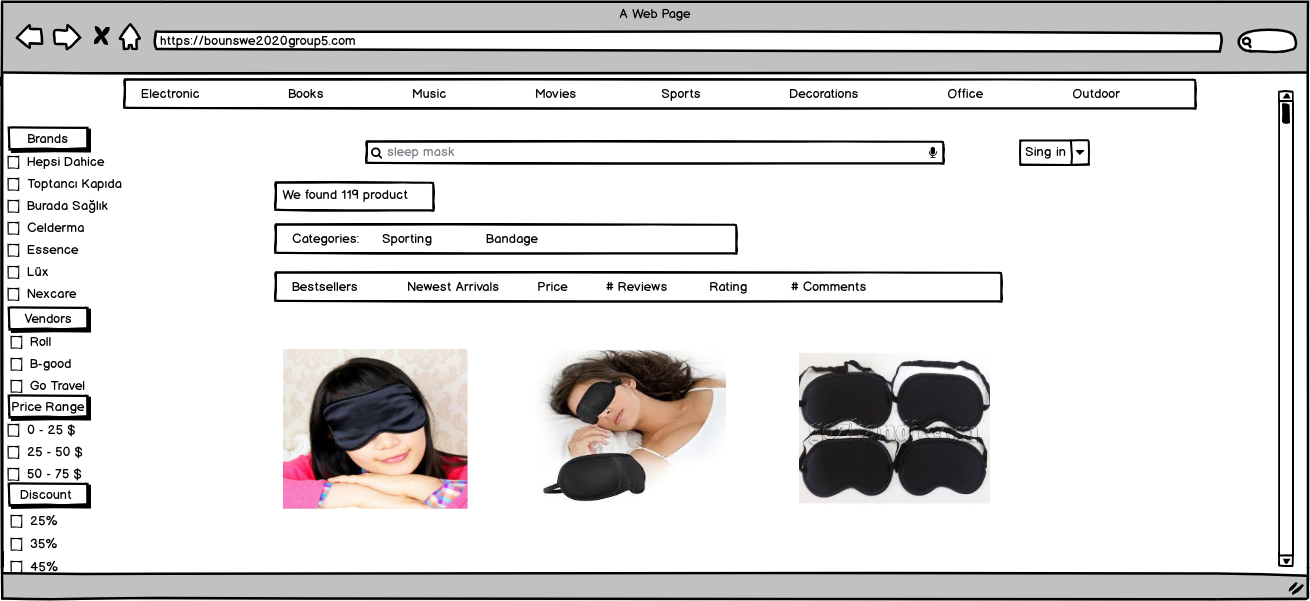 A Web Page
https://bounswe2020group5.com
Electronic Books Music Movies Sports Decorations Office Outdoor
sleep mask
Sing in
We found 119 product
Categories: Sporting Bandage
Bestsellers Newest Arrivals Price # Reviews Rating # Comments
Brands
Hepsi Dahice
Toptancı Kapıda
Burada Sağlık
Celderma
Essence
Lüx
Nexcare
Vendors
Roll
B-good
Go Travel
Price Range
0 - 25 $
25 - 50 $
50 - 75 $
Discount
25%
35%
45%